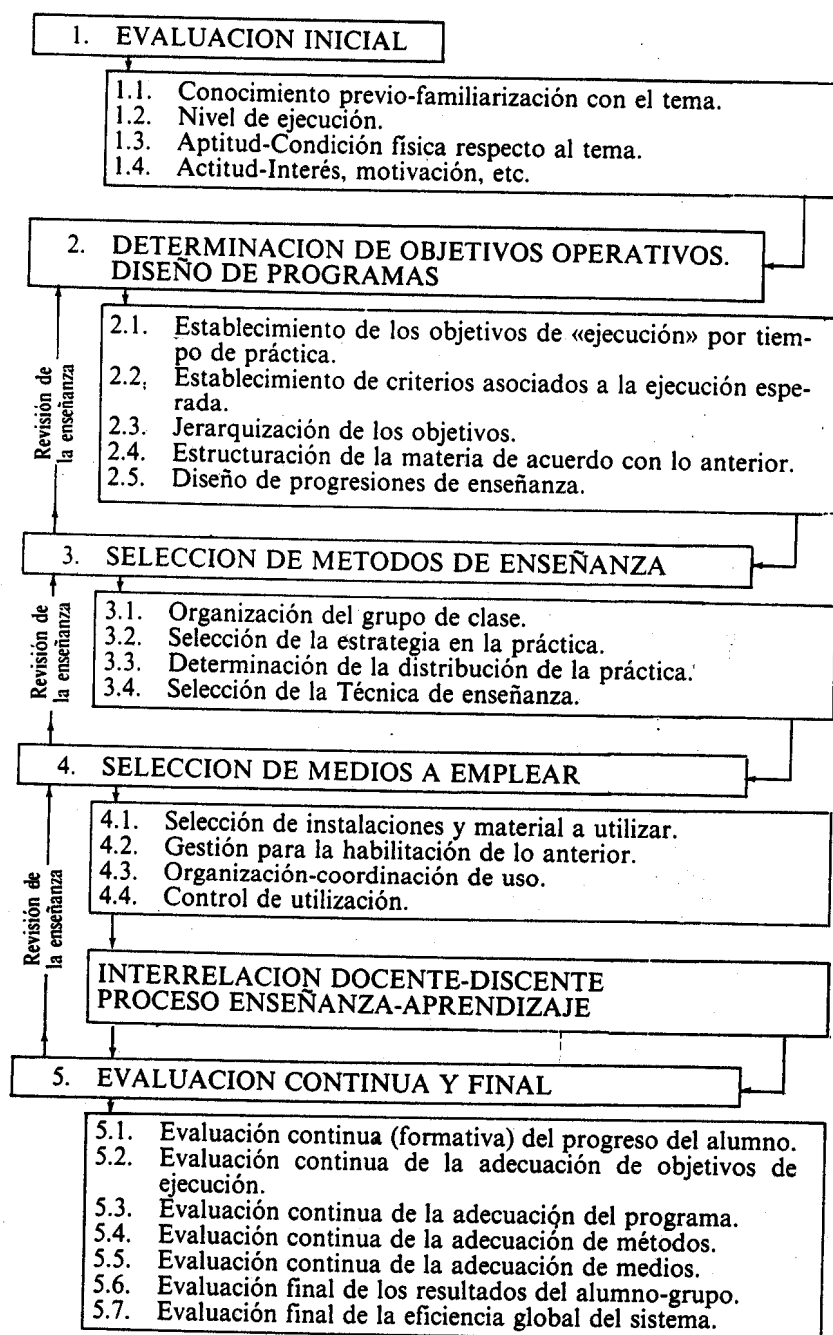 1. EVALUACION INICIAL
1.1. Conocimiento previo-familiarización con el tema.
1.2. Nivel de ejecución.
1.3. Aptitud-Condición física respecto al tema.
1.4. Actitud-Interés, motivación, etc.
2. DETERMINACION DE OBJETIVOS OPERATIVOS.
DISEÑO DE PROGRAMAS
2.1. Establecimiento de los objetivos de «ejecución» por tiem-
po de práctica.
2.2. Establecimiento de criterios asociados a la ejecución espe-
rada.
2.3. Jerarquización de los objetivos.
2.4. Estructuración de la materia de acuerdo con lo anterior.
2.5. Diseño de progresiones de enseñanza.
Revisión de
la enseñanza
3. SELECCION DE METODOS DE ENSEÑANZA
3.1. Organización del grupo de clase.
3.2. Selección de la estrategia en la práctica.
3.3. Determinación de la distribución de la práctica.
3.4. Selección de la Técnica de enseñanza.
Revisión de
la enseñanza
4. SELECCION DE MEDIOS A EMPLEAR
4.1. Selección de instalaciones y material a utilizar.
4.2. Gestión para la habilitación de lo anterior.
4.3. Organización-coordinación de uso.
4.4. Control de utilización.
Revisión de
la enseñanza
INTERRELACION DOCENTE-DISCENTE
PROCESO ENSEÑANZA-APRENDIZAJE
5. EVALUACION CONTINUA Y FINAL
5.1. Evaluación continua (formativa) del progreso del alumno.
5.2. Evaluación continua de la adecuación de objetivos de
ejecución.
5.3. Evaluación continua de la adecuación del programa.
5.4. Evaluación continua de la adecuación de métodos.
5.5. Evaluación continua de la adecuación de medios.
5.6. Evaluación final de los resultados del alumno-grupo.
5.7. Evaluación final de la eficiencia global del sistema.